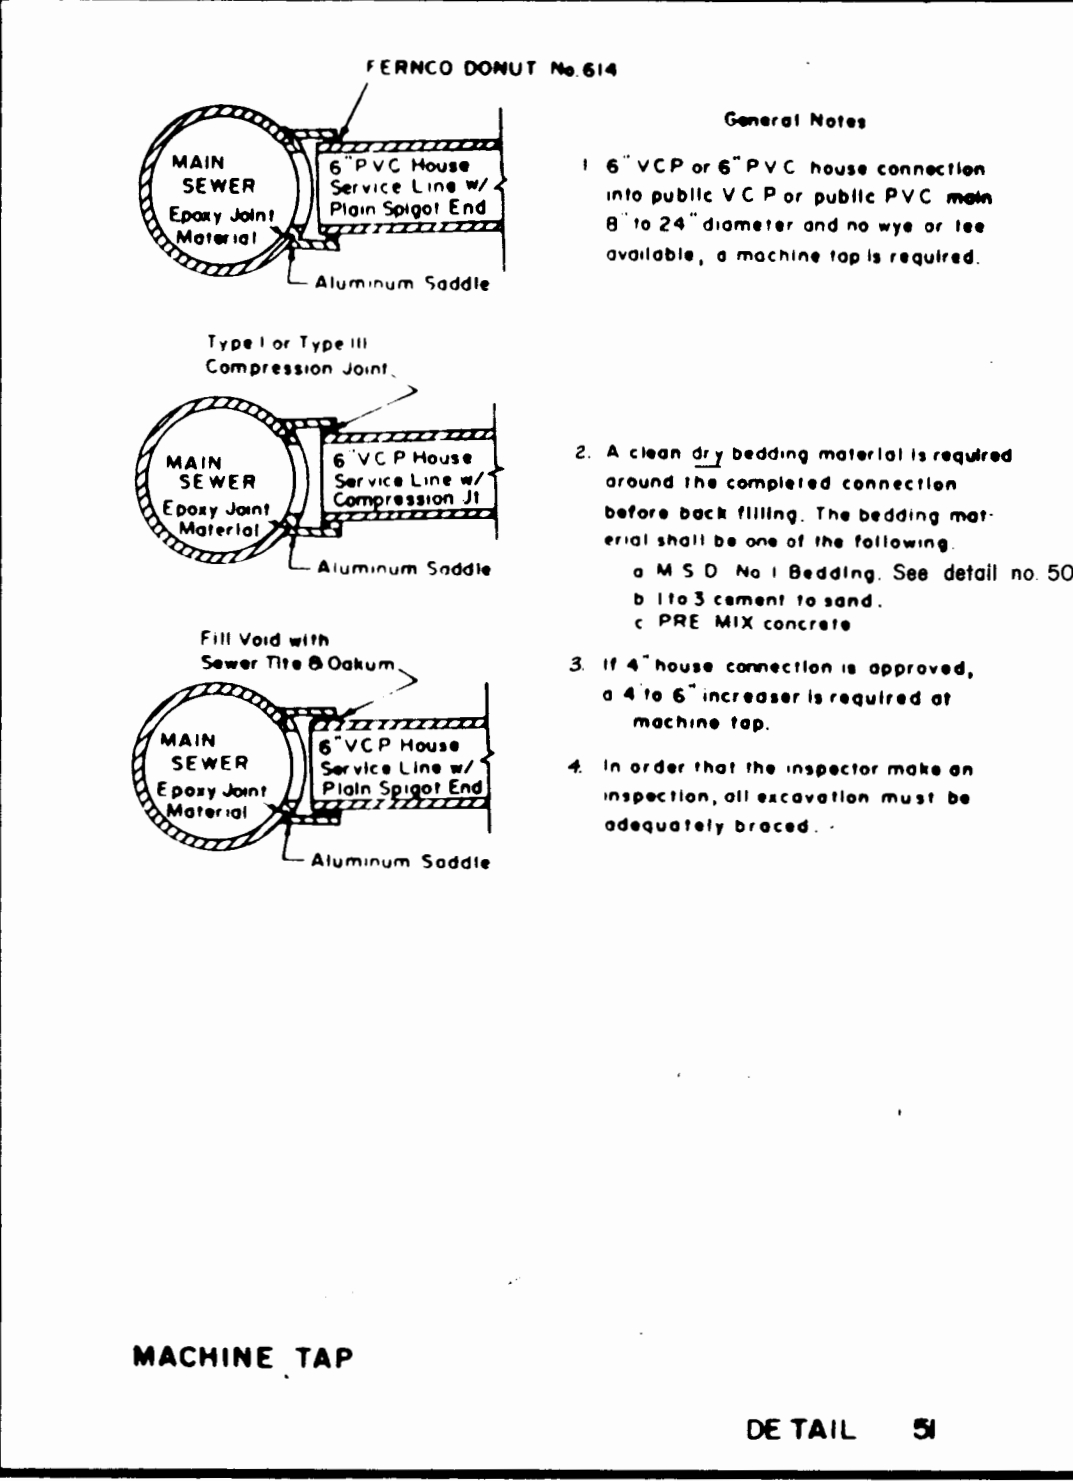 FERNCO DONUT No. 614
MAIN
SEWER
Epoxy Joint
Material
6" PVC House
Service Line w/
Plain Spigot End
Aluminum Saddle
Type I or Type III
Compression Joint
MAIN
SEWER
Epoxy Joint
Material
6" VCP House
Service Line w/
Compression Jt
Aluminum Saddle
Fill Void with
Sewer Tite & Oakum
MAIN
SEWER
Epoxy Joint
Material
6" VCP House
Service Line w/
Plain Spigot End
Aluminum Saddle
General Notes
1 6" VCP or 6" PVC house connection
into public VCP or public PVC main
8" to 24" diameter and no wye or tee
available, a machine tap is required.
2. A clean dry bedding material is required
around the completed connection
before back filling. The bedding mat-
erial shall be one of the following.
a M S D No 1 Bedding. See detail no. 50
b 1 to 3 cement to sand.
c PRE MIX concrete
3. If 4" house connection is approved,
a 4 to 6" increaser is required at
machine tap.
4. In order that the inspector make an
inspection, all excavation must be
adequately braced.
MACHINE TAP
DETAIL 51